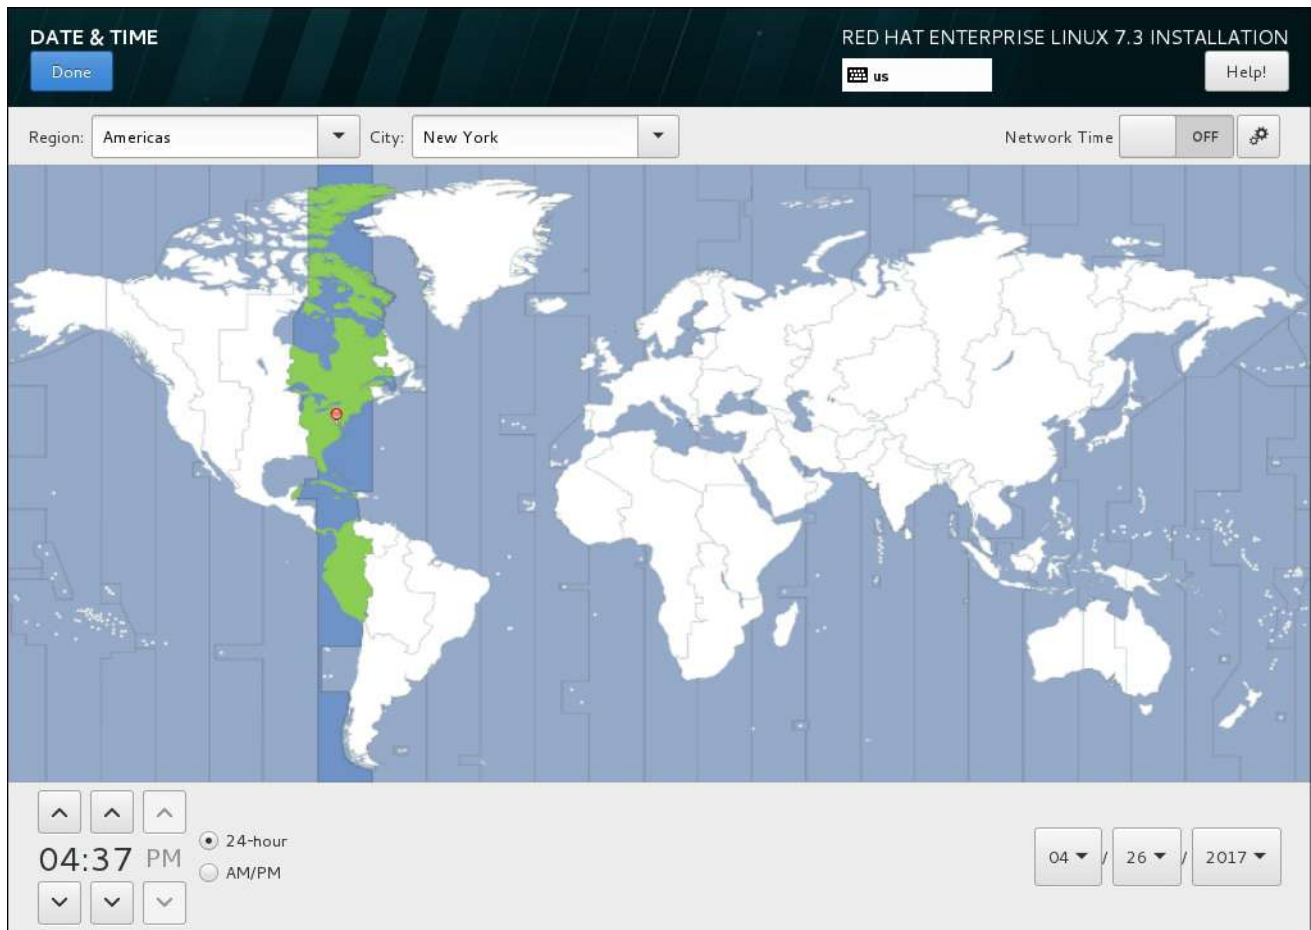 DATE & TIME
RED HAT ENTERPRISE LINUX 7.3 INSTALLATION
Done
us
Help!
Region: Americas City: New York Network Time OFF
24-hour
04:37 PM
AM/PM
04 / 26 / 2017